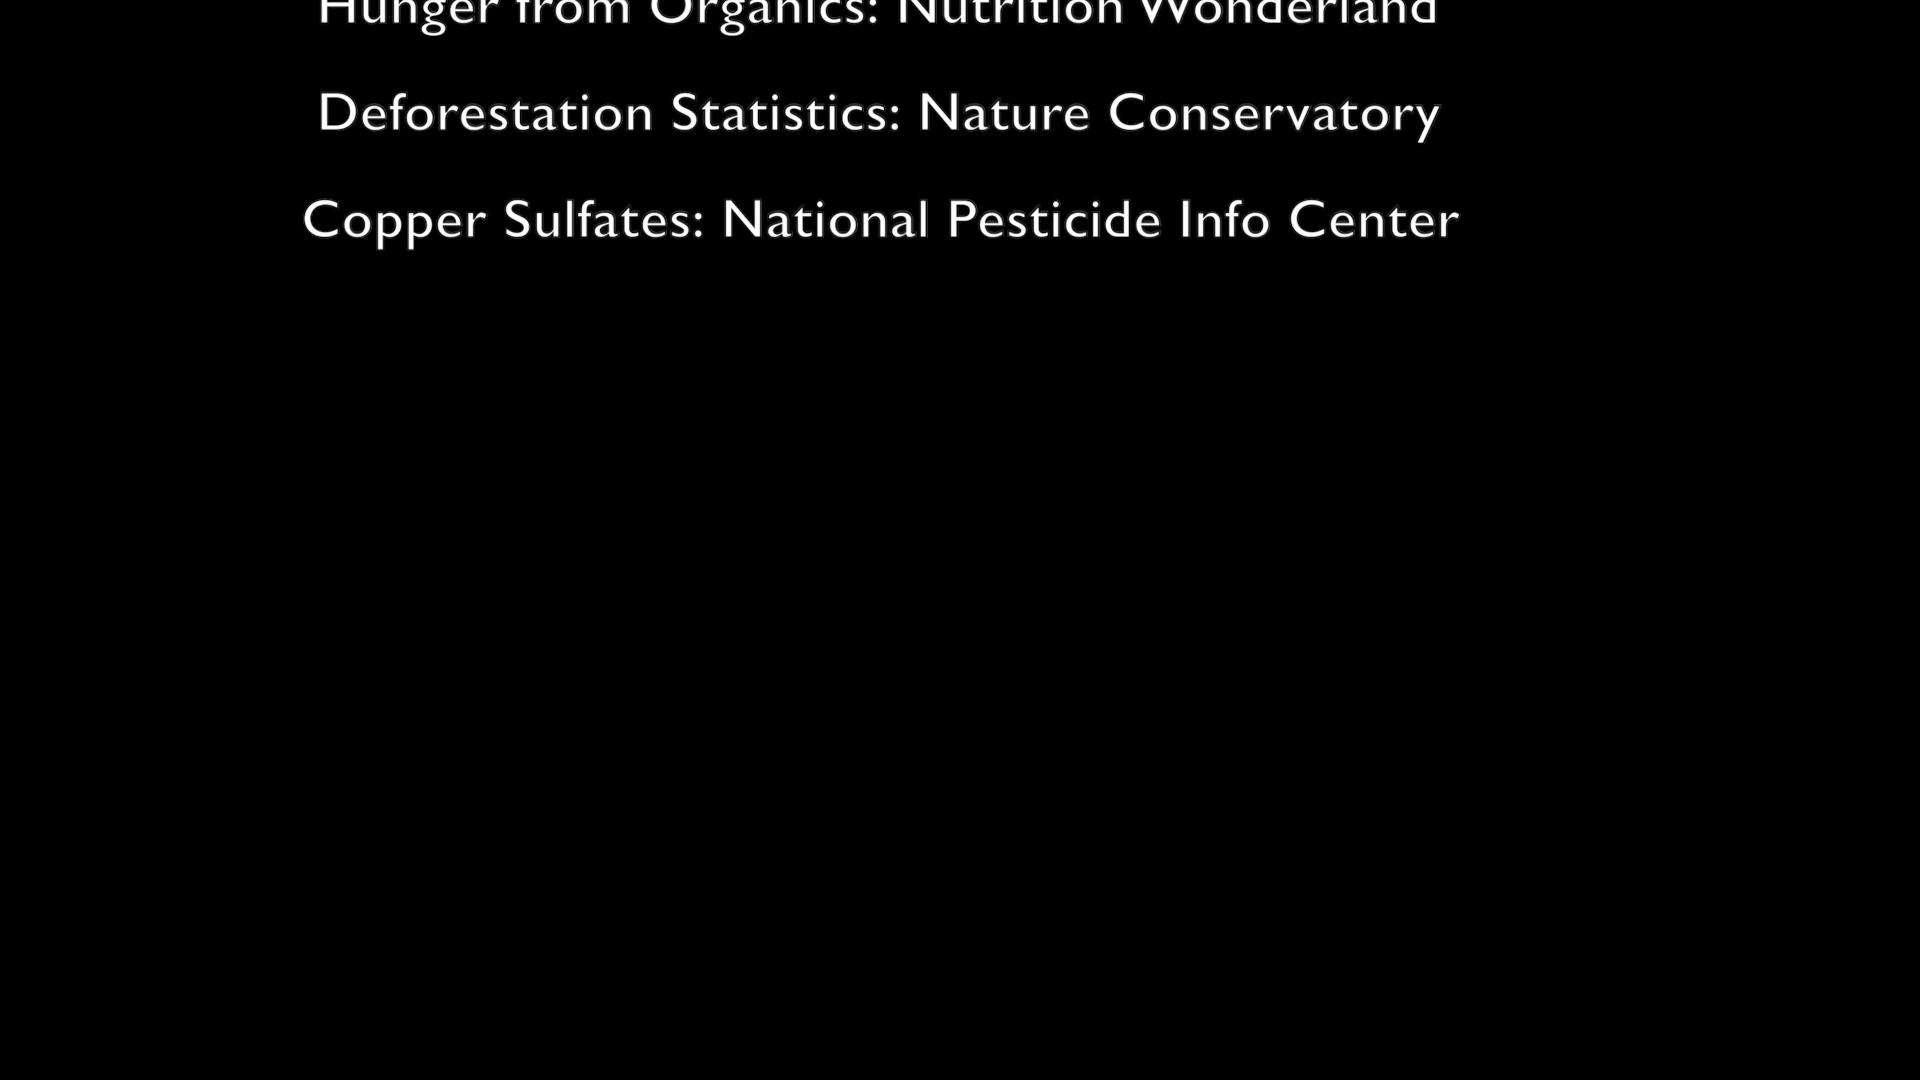 Hunger from Organics: Nutrition Wonderland
Deforestation Statistics: Nature Conservatory
Copper Sulfates: National Pesticide Info Center